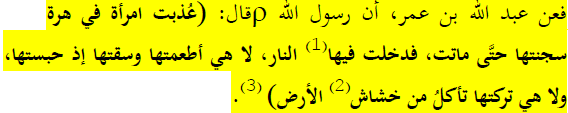 فعن عبد الله بن عمر، أن رسول الله ρقال: (عُذبت امرأة في هرة
سجنتها حتَّى ماتت، فدخلت فيها(1) النار، لا هي أطعمتها وسقتها إذ حبستها،
ولا هي تركتها تأكلُ من خشاش(2) الأرض) (3).